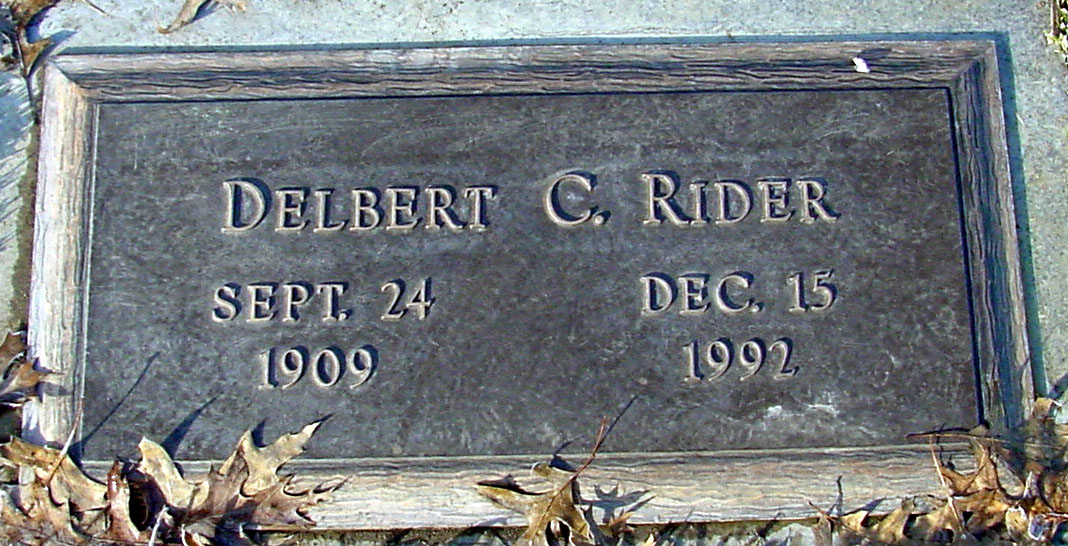 DELBERT C. RIDER
SEPT. 24 DEC. 15
1909 1992